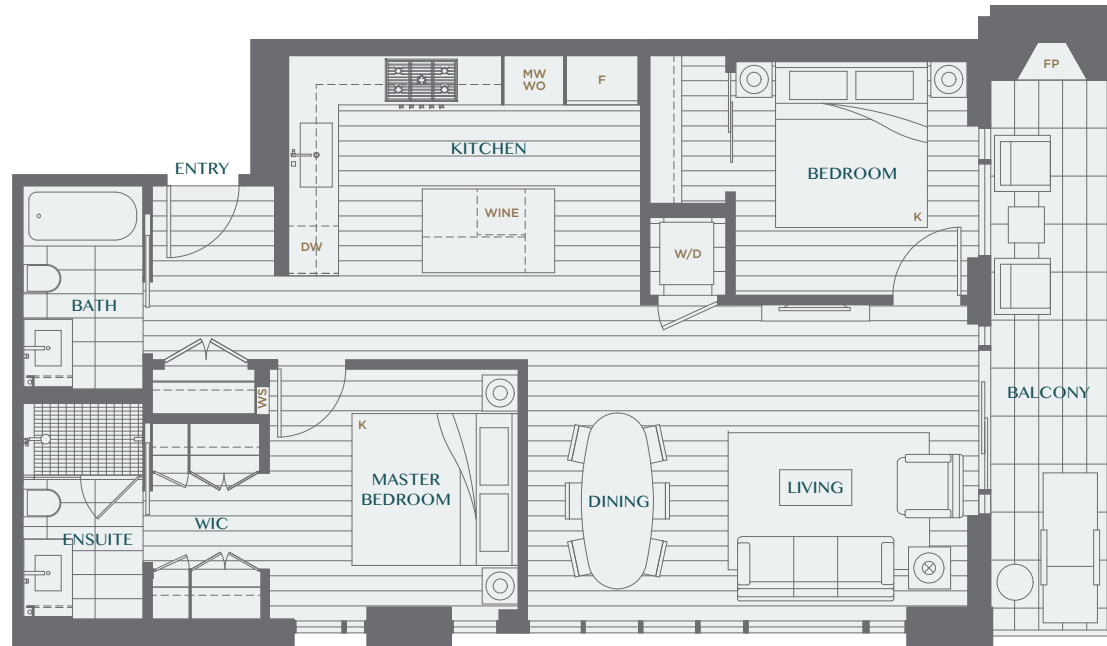 FP
MW
WO
F
ENTRY
KITCHEN
BEDROOM
WINE
K
DW
W/D
BATH
BALCONY
WS
K
MASTER
BEDROOM
LIVING
DINING
WIC
ENSUITE